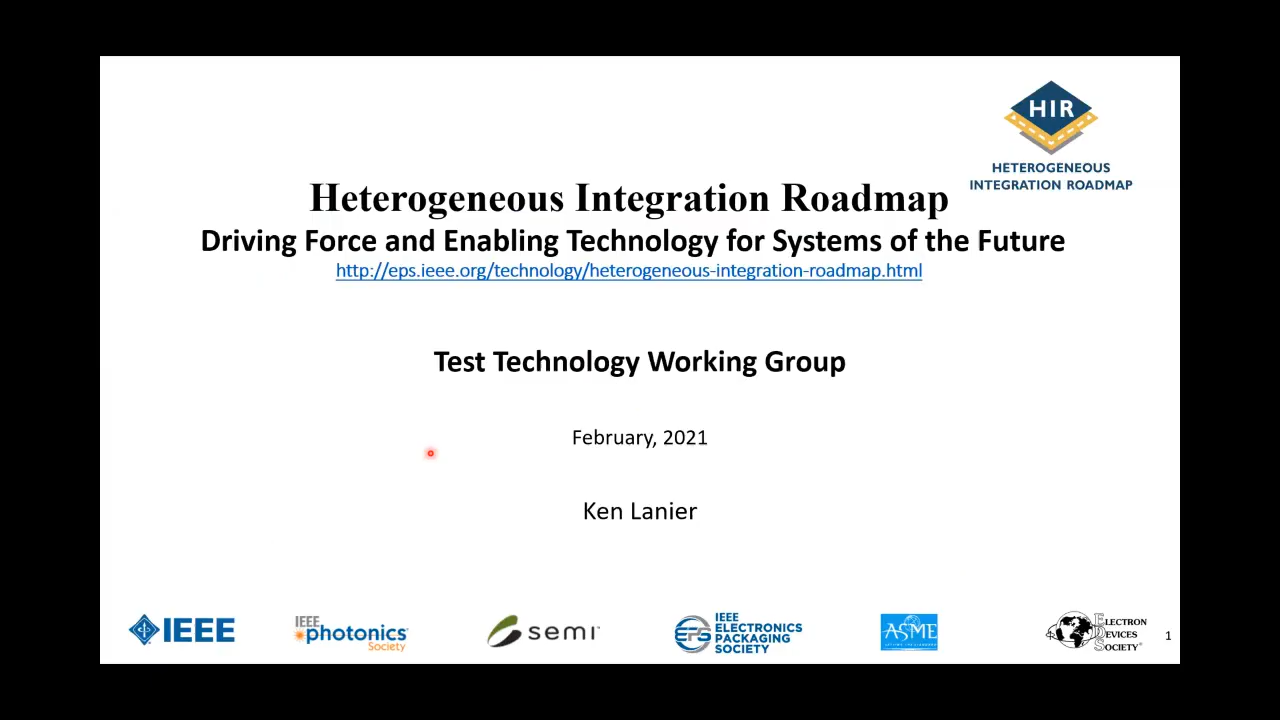 HIR
HETEROGENEOUS
INTEGRATION ROADMAP
Heterogeneous Integration Roadmap
Driving Force and Enabling Technology for Systems of the Future
http://eps.ieee.org/technology/heterogeneous-integration-roadmap.html
Test Technology Working Group
February, 2021
Ken Lanier
IEEE
IEEE
photonics
Society
semi
EPS
IEEE
ELECTRONICS
PACKAGING
SOCIETY
ASME
ELECTRON
DEVICES
SOCIETY
1